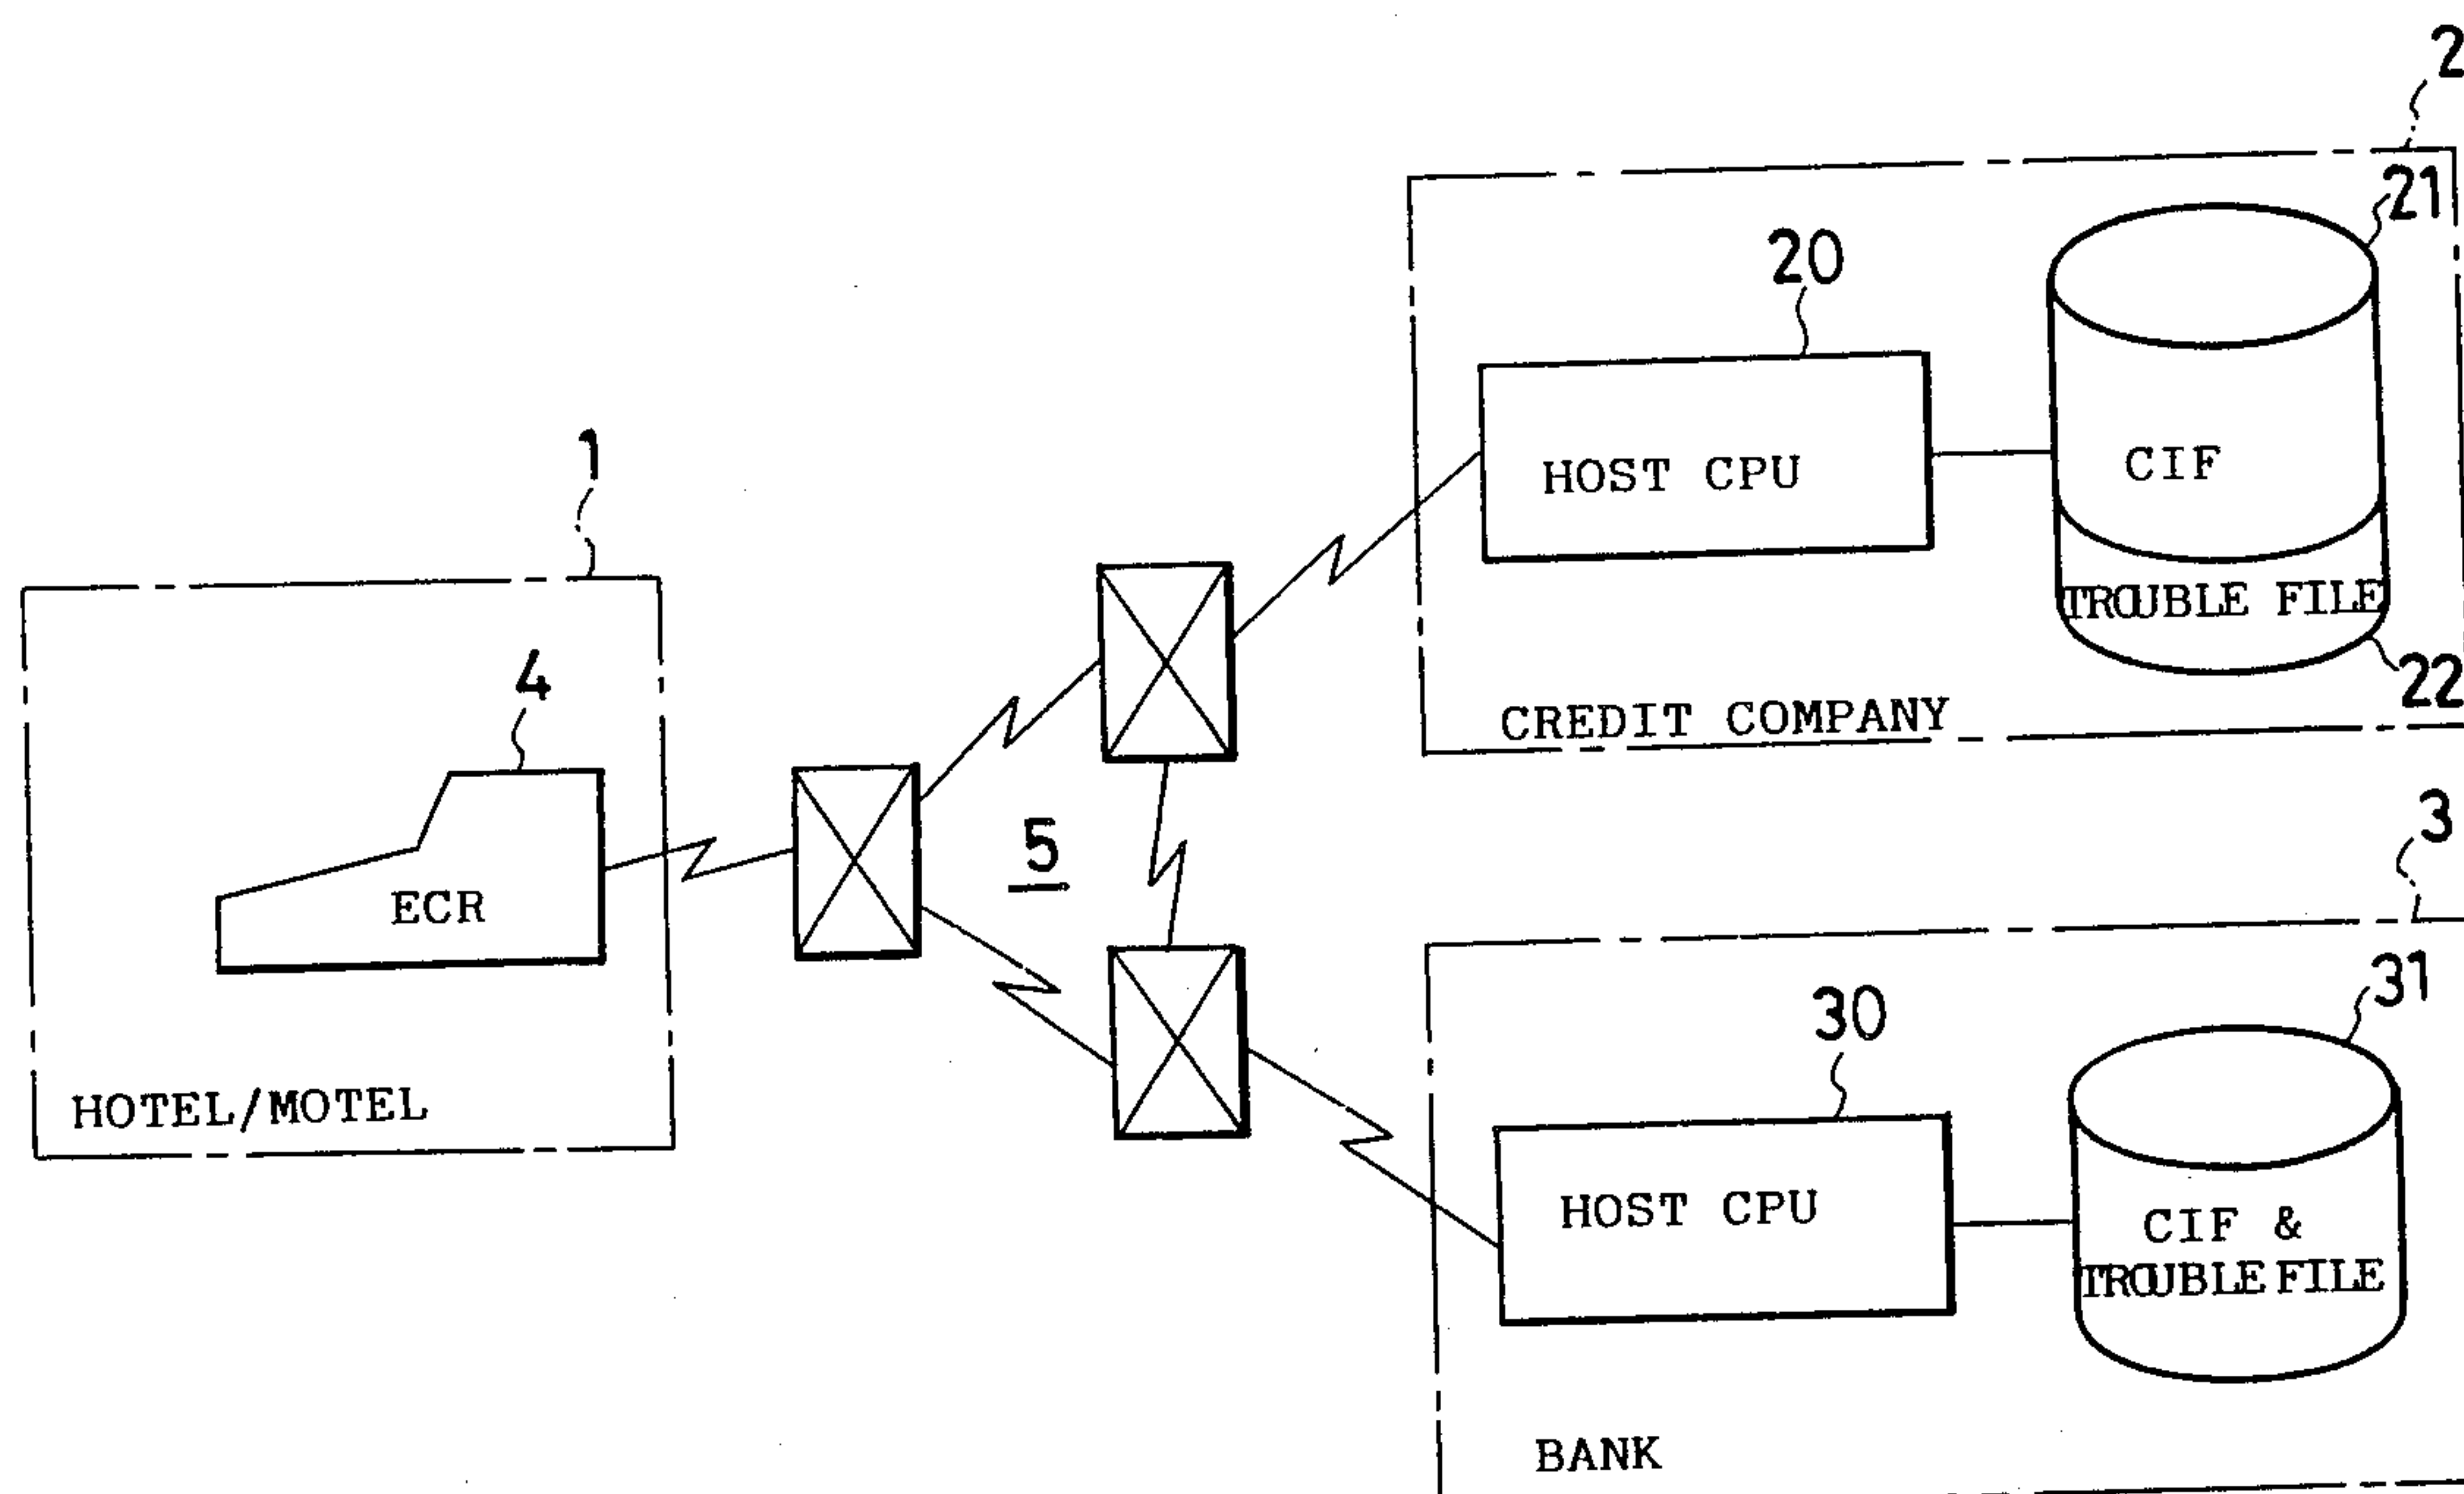 1
4
ECR
HOTEL/MOTEL
5
2
20
21
HOST CPU
CIF
TROUBLE FILE
22
CREDIT COMPANY
3
30
31
HOST CPU
CIF &
TROUBLE FILE
BANK